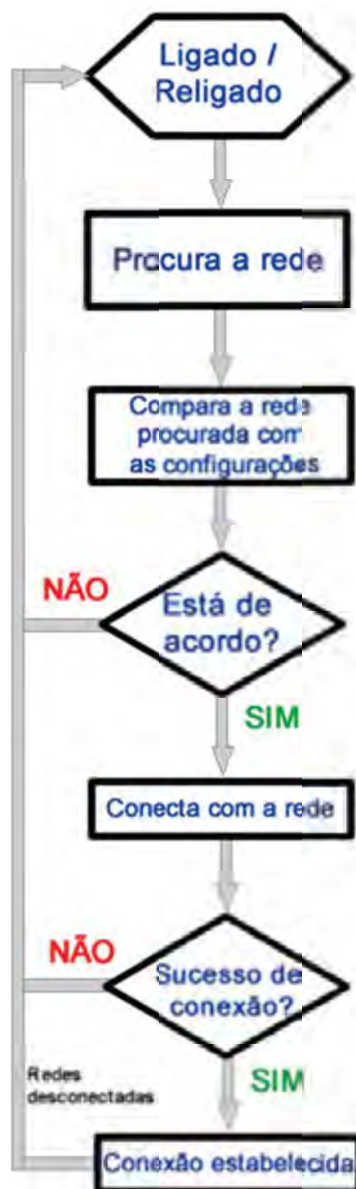 Ligado /
Religado
Procura a rede
Compara a rede
procurada com
as configurações
NÃO
Está de
acordo?
SIM
Conecta com a rede
NÃO
Sucesso de
conexão?
Redes
desconectadas
SIM
Conexão estabelecida